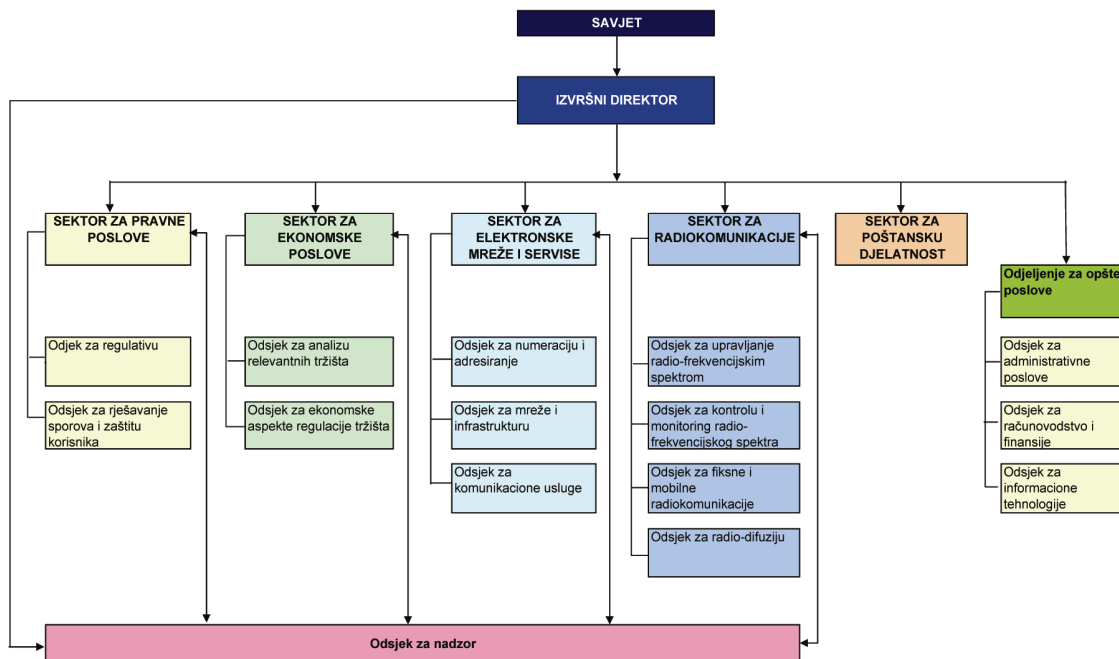 SAVJET
IZVRŠNI DIREKTOR
SEKTOR ZA PRAVNE
POSLOVE
Odjek za regulativu
Odsjek za rješavanje
sporova i zaštitu
korisnika
SEKTOR ZA
EKONOMSKE
POSLOVE
Odsjek za analizu
relevantnih tržišta
Odsjek za ekonomske
aspekte regulacije tržišta
SEKTOR ZA
ELEKTRONSKE
MREŽE I SERVISE
Odsjek za numeraciju i
adresiranje
Odsjek za mreže i
infrastrukturu
Odsjek za
komunikacione usluge
SEKTOR ZA
RADIOKOMUNIKACIJE
Odsjek za upravljanje
radio-frekvencijskim
spektrom
Odsjek za kontrolu i
monitoring radio-
frekvencijskog spektra
Odsjek za fiksne i
mobilne
radiokomunikacije
Odsjek za radio-difuziju
SEKTOR ZA
POŠTANSKU
DJELATNOST
Odjeljenje za opšte
poslove
Odsjek za
administrativne
poslove
Odsjek za
računovodstvo i
finansije
Odsjek za
informacione
tehnologije
Odsjek za nadzor